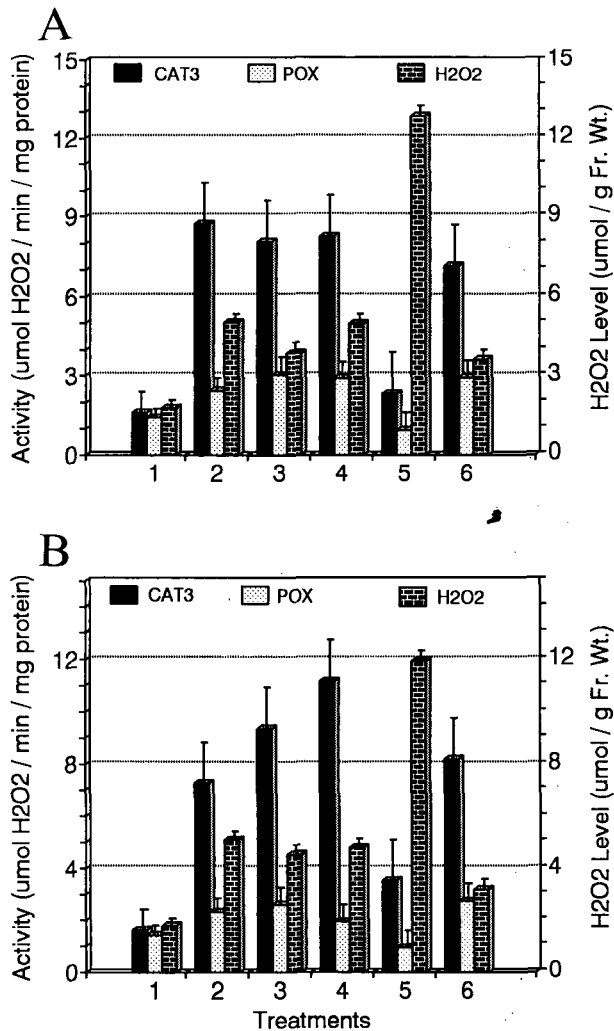 A
CAT3 POX H2O2
Activity (umol H2O2 / min / mg protein)
15
12
9
6
3
0
15
12
9
6
3
0
H2O2 Level (umol / g Fr. Wt.)
1 2 3 4 5 6
B
CAT3 POX H2O2
Activity (umol H2O2 / min / mg protein)
12
8
4
0
12
8
4
0
H2O2 Level (umol / g Fr. Wt.)
1 2 3 4 5 6
Treatments